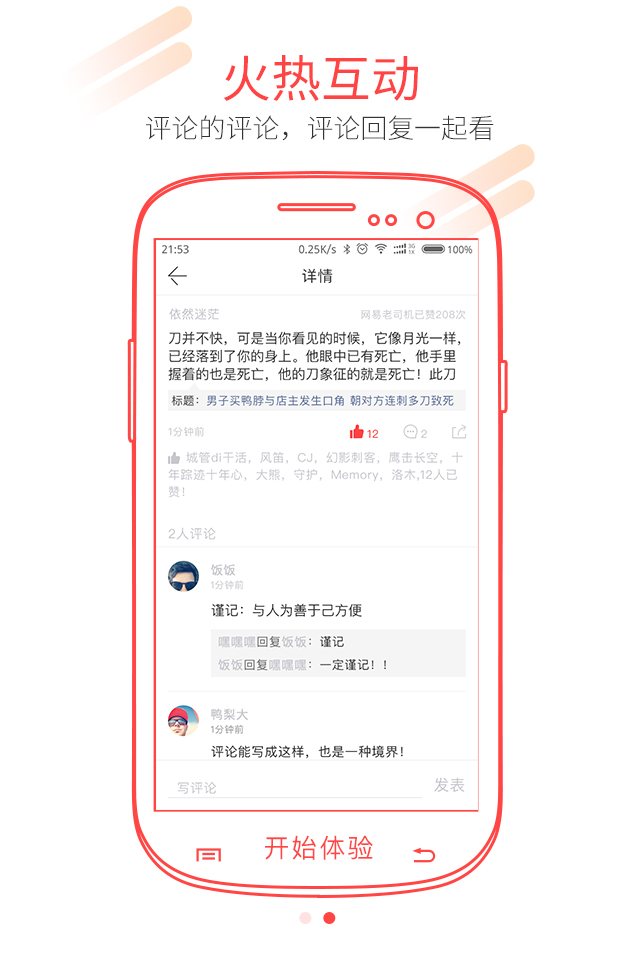 火热互动
评论的评论，评论回复一起看
21:53 0.25K/s 3G 1X 100%
详情
依然迷茫 网易老司机已赞208次
刀并不快，可是当你看见的时候，它像月光一样，
已经落到了你的身上。他眼中已有死亡，他手里
握着的也是死亡，他的刀象征的就是死亡！此刀
标题：男子买鸭脖与店主发生口角 朝对方连刺多刀致死
1分钟前 12 2
城管di干活，风笛，CJ，幻影刺客，鹰击长空，十
年踪迹十年心，大熊，守护，Memory，洛木,12人已
赞！
2人评论
饭饭
1分钟前
谨记：与人为善于己方便
嘿嘿嘿回复饭饭：谨记
饭饭回复嘿嘿嘿：一定谨记！！
鸭梨大
1分钟前
评论能写成这样，也是一种境界！
写评论 发表
开始体验